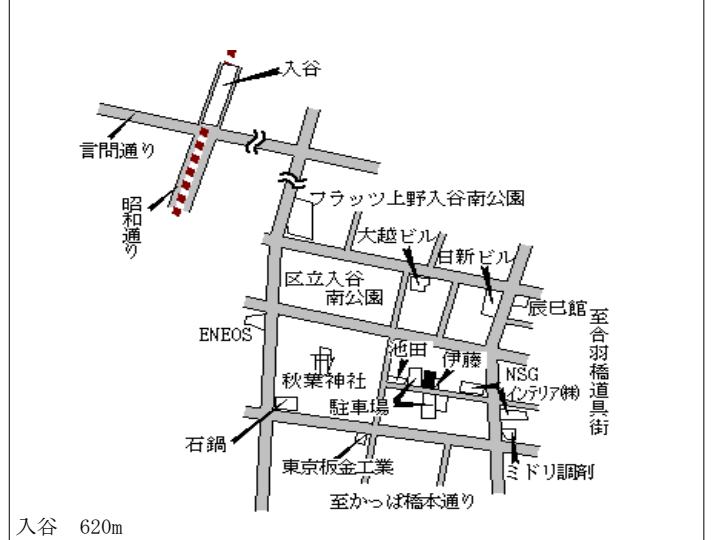 入谷
言問通り
昭和通り
フラッツ上野入谷南公園
大越ビル
日新ビル
区立入谷
南公園
辰巳館
至合羽橋道具街
ENEOS
池田
伊藤
NSG
インテリア㈱
秋葉神社
駐車場
石鍋
東京板金工業
ミドリ調剤
至かっぱ橋本通り
入谷 620m